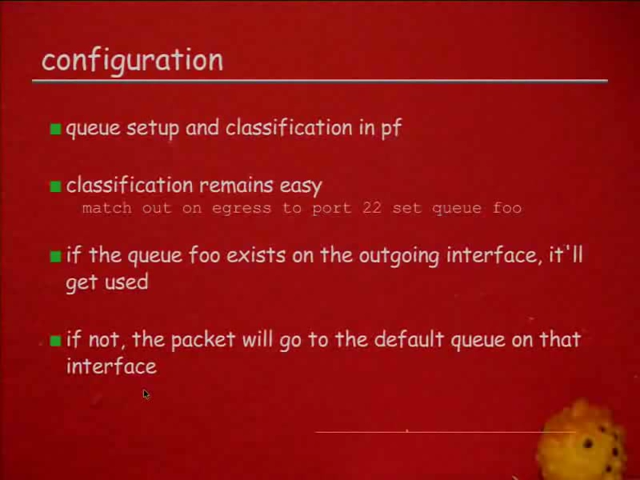 configuration
queue setup and classification in pf
classification remains easy
match out on egress to port 22 set queue foo
if the queue foo exists on the outgoing interface, it'll
get used
if not, the packet will go to the default queue on that
interface